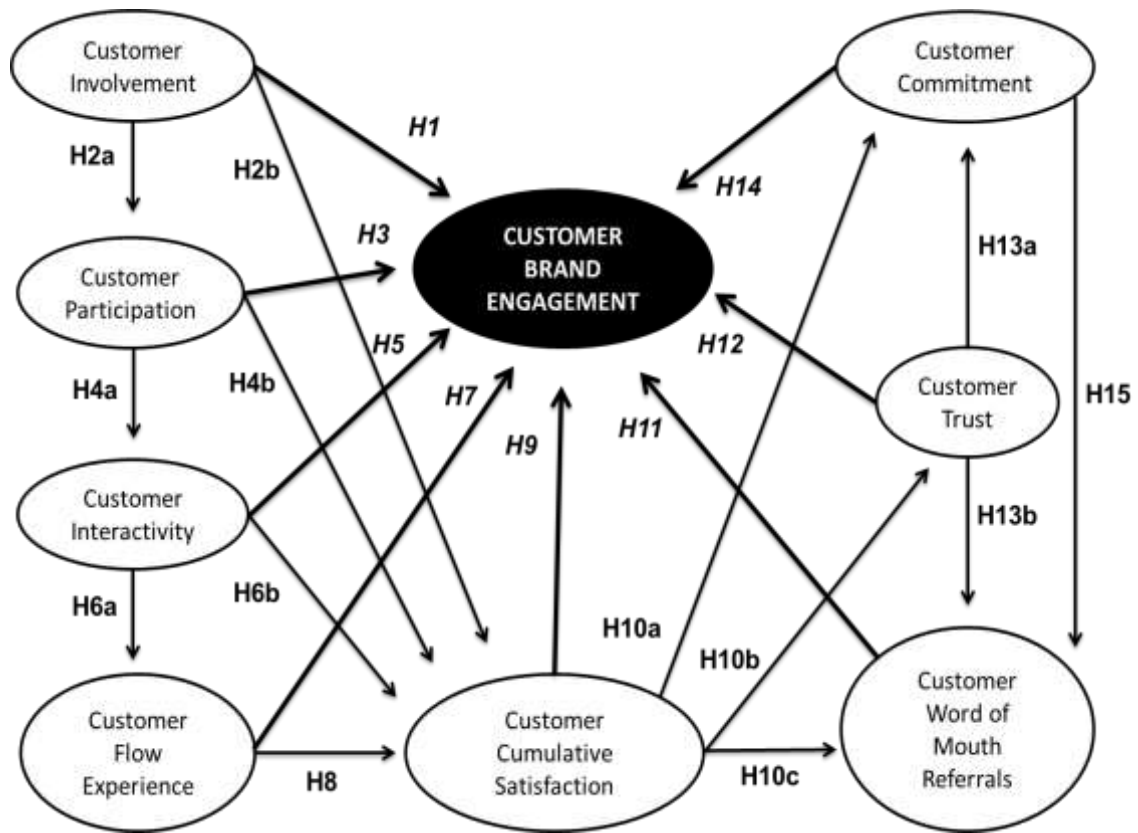 Customer
Involvement
Customer
Commitment
H1
H2a
H2b
H14
CUSTOMER
BRAND
ENGAGEMENT
H3
H13a
Customer
Participation
H5
H12
H4a
H4b
H7
H9
H11
Customer
Trust
H15
Customer
Interactivity
H13b
H6a
H6b
H10a
H10b
Customer
Flow
Experience
H8
Customer
Cumulative
Satisfaction
H10c
Customer
Word of
Mouth
Referrals